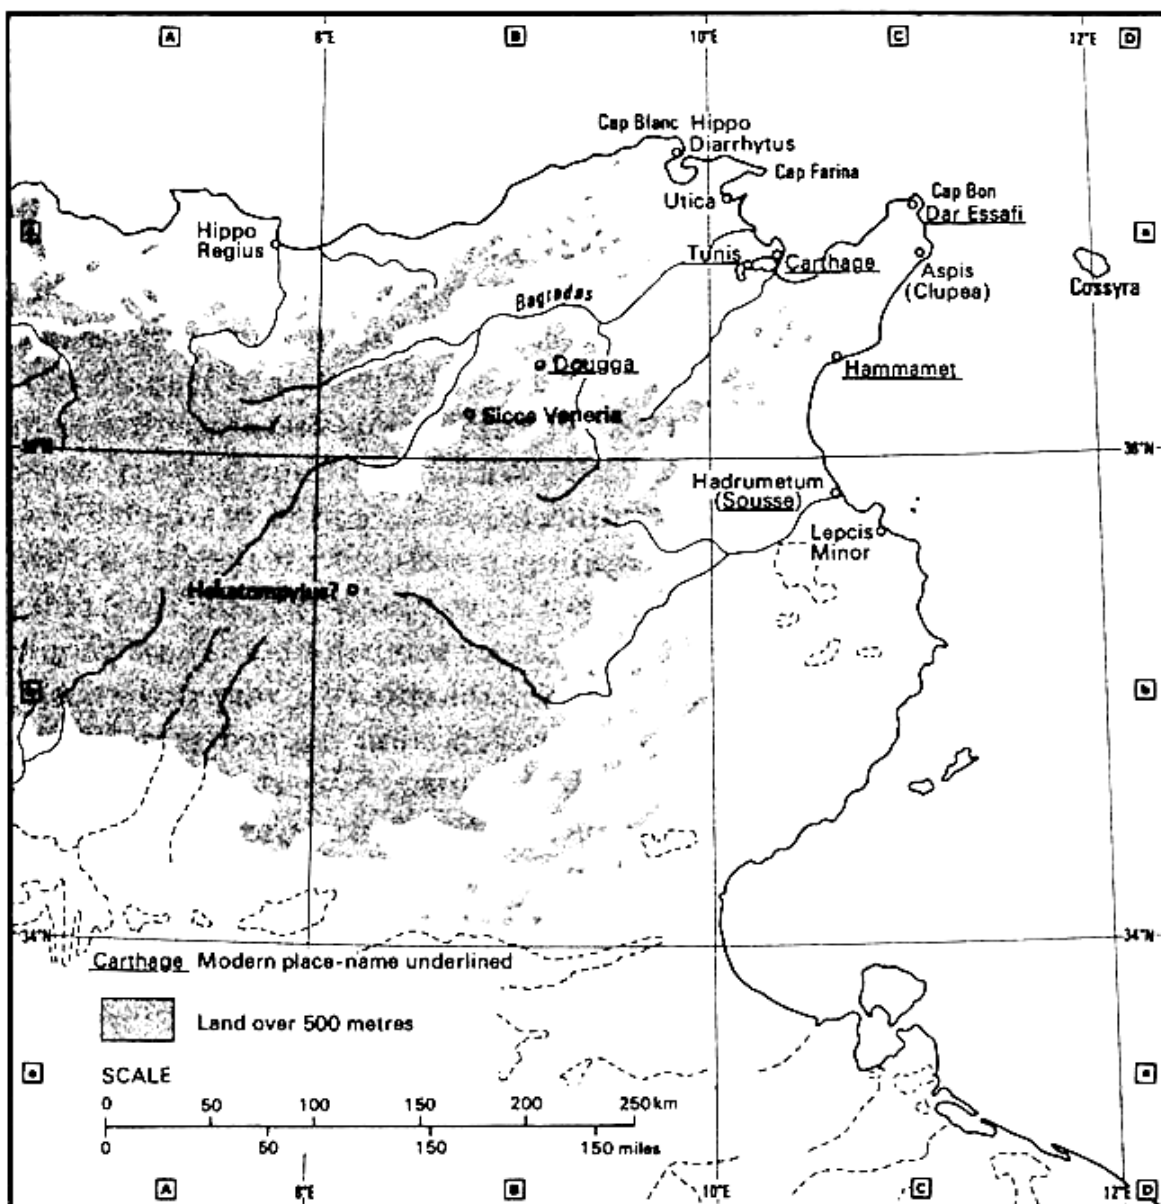 A
8°E
B
10°E
C
12°E
D
Cap Blanc
Hippo
Diarrhytus
Cap Farina
Utica
Cap Bon
Dar Essafi
a
Hippo
Regius
Tunis
Carthage
Aspis
(Clupea)
Cossyra
Bagradas
Dougga
Hammamet
Sicca Veneria
36°N
Hadrumetum
(Sousse)
Lepcis
Minor
Hekatompylus?
b
b
34°N
34°N
Carthage Modern place-name underlined
Land over 500 metres
SCALE
0 50 100 150 200 250 km
0 50 150 150 miles
A
8°E
B
10°E
C
12°E
D